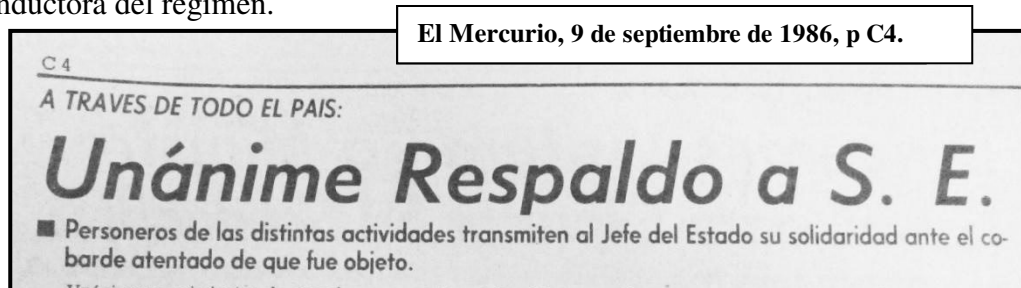 nductora del régimen.
El Mercurio, 9 de septiembre de 1986, p C4.
C 4
A TRAVES DE TODO EL PAIS:
Unánime Respaldo a S. E.
■ Personeros de las distintas actividades transmiten al Jefe del Estado su solidaridad ante el co-
barde atentado de que fue objeto.